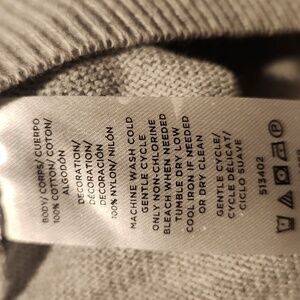 BODY/ CORPS/ CUERPO
100% COTTON/ COTON/
ALGODÓN
DECORATION/
DÉCORATION/
DECORACIÓN
100% NYLON/ NILÓN
MACHINE WASH COLD
GENTLE CYCLE
ONLY NON-CHLORINE
BLEACH WHEN NEEDED
TUMBLE DRY LOW
COOL IRON IF NEEDED
OR DRY CLEAN
GENTLE CYCLE/
CYCLE DÉLICAT/
CICLO SUAVE
513402